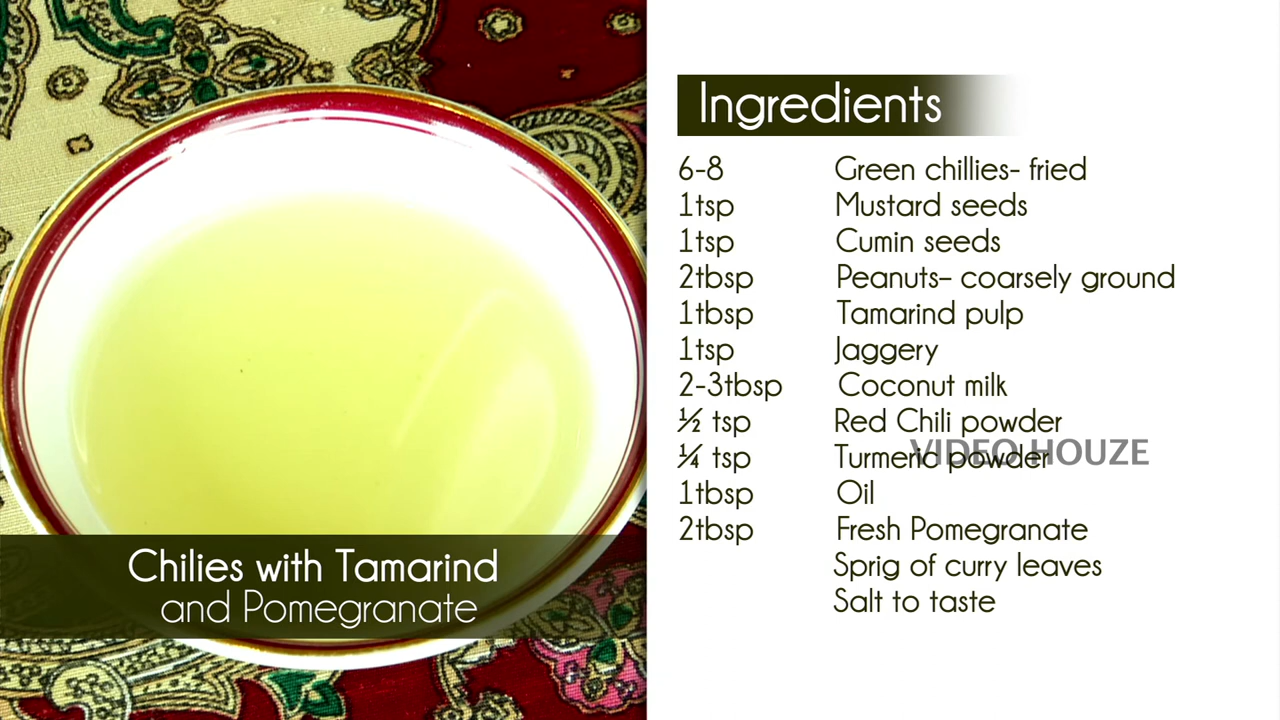 Ingredients
6-8 Green chillies- fried
1tsp Mustard seeds
1tsp Cumin seeds
2tbsp Peanuts- coarsely ground
1tbsp Tamarind pulp
1tsp Jaggery
2-3tbsp Coconut milk
½ tsp Red Chili powder
¼ tsp Turmeric powder
VIDEO HOUZE
1tbsp Oil
2tbsp Fresh Pomegranate
Sprig of curry leaves
Salt to taste
Chilies with Tamarind
and Pomegranate